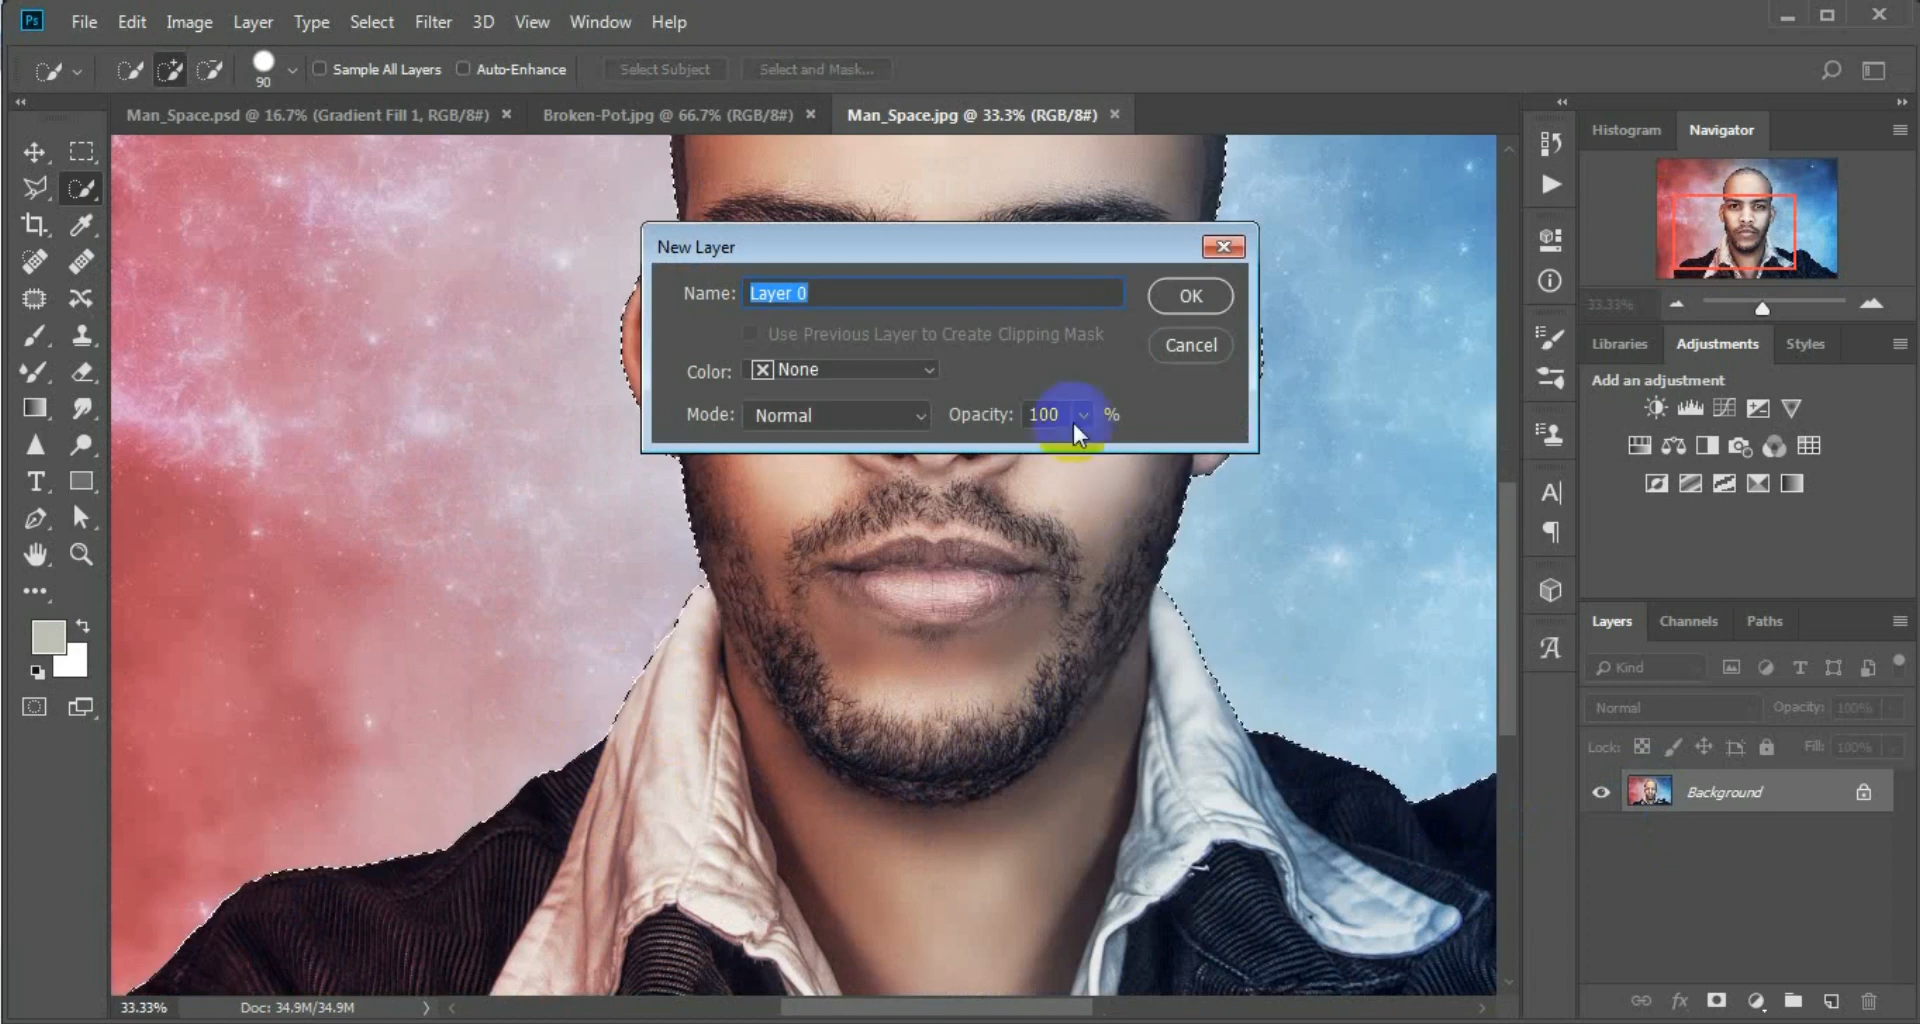 Ps File Edit Image Layer Type Select Filter 3D View Window Help
90 Sample All Layers Auto-Enhance Select Subject Select and Mask...
Man_Space.psd @ 16.7% (Gradient Fill 1, RGB/8#) Broken-Pot.jpg @ 66.7% (RGB/8#) Man_Space.jpg @ 33.3% (RGB/8#)
Histogram Navigator
33.33%
Libraries Adjustments Styles
Add an adjustment
New Layer
Name: Layer 0
OK
Use Previous Layer to Create Clipping Mask
Cancel
Color: None
Mode: Normal Opacity: 100 %
Layers Channels Paths
Kind
Normal Opacity: 100%
Lock: Fill: 100%
Background
fx
33.33% Doc: 34.9M/34.9M